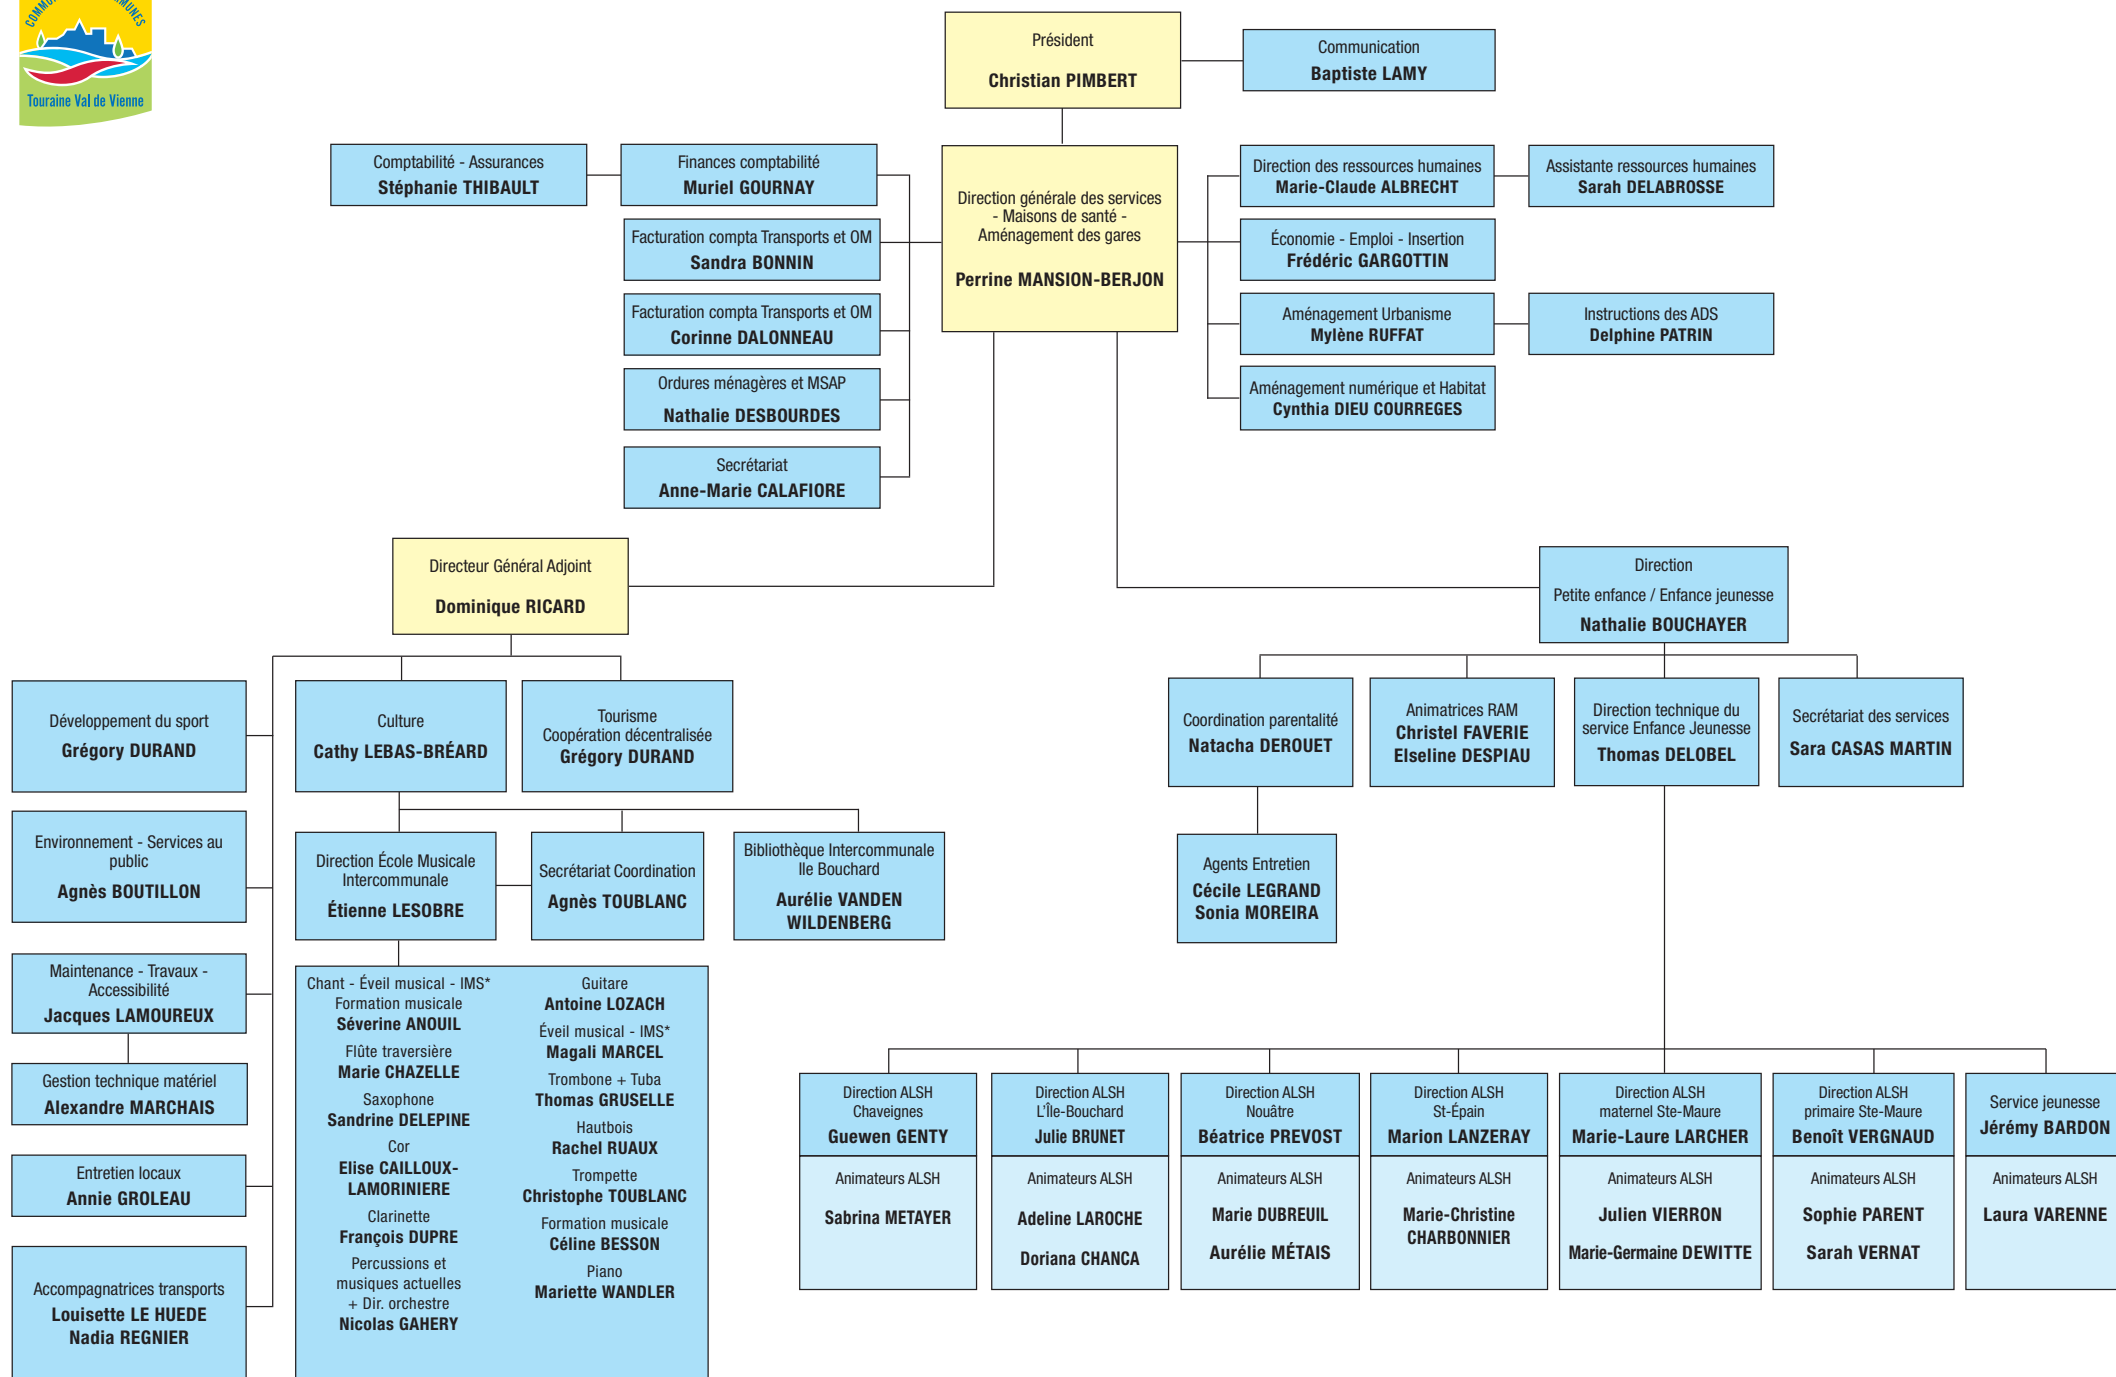 Touraine Val de Vienne
Président
Christian PIMBERT
Communication
Baptiste LAMY
Comptabilité - Assurances
Stéphanie THIBAULT
Finances comptabilité
Muriel GOURNAY
Direction générale des services
- Maisons de santé -
Aménagement des gares
Perrine MANSION-BERJON
Direction des ressources humaines
Marie-Claude ALBRECHT
Assistante ressources humaines
Sarah DELABROSSE
Facturation compta Transports et OM
Sandra BONNIN
Économie - Emploi - Insertion
Frédéric GARGOTTIN
Facturation compta Transports et OM
Corinne DALONNEAU
Aménagement Urbanisme
Mylène RUFFAT
Instructions des ADS
Delphine PATRIN
Ordures ménagères et MSAP
Nathalie DESBOURDES
Aménagement numérique et Habitat
Cynthia DIEU COURREGES
Secrétariat
Anne-Marie CALAFIORE
Directeur Général Adjoint
Dominique RICARD
Direction
Petite enfance / Enfance jeunesse
Nathalie BOUCHAYER
Développement du sport
Grégory DURAND
Culture
Cathy LEBAS-BRÉARD
Tourisme
Coopération décentralisée
Grégory DURAND
Coordination parentalité
Natacha DEROUET
Animatrices RAM
Christel FAVERIE
Elseline DESPIAU
Direction technique du
service Enfance Jeunesse
Thomas DELOBEL
Secrétariat des services
Sara CASAS MARTIN
Environnement - Services au
public
Agnès BOUTILLON
Direction École Musicale
Intercommunale
Étienne LESOBRE
Secrétariat Coordination
Agnès TOUBLANC
Bibliothèque Intercommunale
Ile Bouchard
Aurélie VANDEN
WILDENBERG
Agents Entretien
Cécile LEGRAND
Sonia MOREIRA
Maintenance - Travaux -
Accessibilité
Jacques LAMOUREUX
Gestion technique matériel
Alexandre MARCHAIS
Entretien locaux
Annie GROLEAU
Accompagnatrices transports
Louisette LE HUEDE
Nadia REGNIER
Chant - Éveil musical - IMS*
Formation musicale
Séverine ANOUIL
Flûte traversière
Marie CHAZELLE
Saxophone
Sandrine DELEPINE
Cor
Elise CAILLOUX-
LAMORINIERE
Clarinette
François DUPRE
Percussions et
musiques actuelles
+ Dir. orchestre
Nicolas GAHERY
Guitare
Antoine LOZACH
Éveil musical - IMS*
Magali MARCEL
Trombone + Tuba
Thomas GRUSELLE
Hautbois
Rachel RUAUX
Trompette
Christophe TOUBLANC
Formation musicale
Céline BESSON
Piano
Mariette WANDLER
Direction ALSH
Chaveignes
Guewen GENTY
Animateurs ALSH
Sabrina METAYER
Direction ALSH
L'Île-Bouchard
Julie BRUNET
Animateurs ALSH
Adeline LAROCHE
Doriana CHANCA
Direction ALSH
Nouâtre
Béatrice PREVOST
Animateurs ALSH
Marie DUBREUIL
Aurélie MÉTAIS
Direction ALSH
St-Épain
Marion LANZERAY
Animateurs ALSH
Marie-Christine
CHARBONNIER
Direction ALSH
maternel Ste-Maure
Marie-Laure LARCHER
Animateurs ALSH
Julien VIERRON
Marie-Germaine DEWITTE
Direction ALSH
primaire Ste-Maure
Benoît VERGNAUD
Animateurs ALSH
Sophie PARENT
Sarah VERNAT
Service jeunesse
Jérémy BARDON
Animateurs ALSH
Laura VARENNE